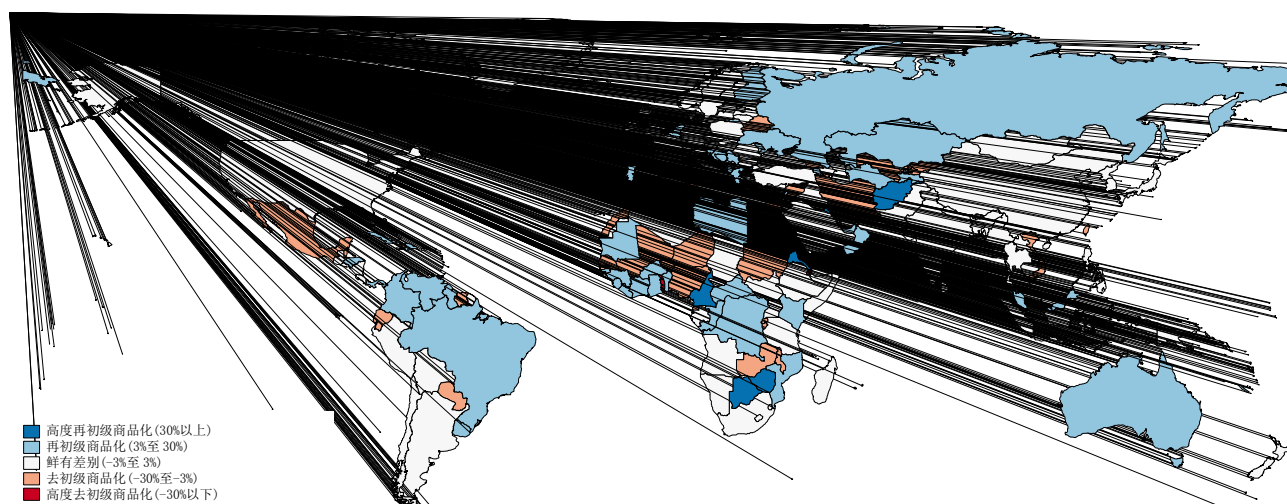 高度再初级商品化(30%以上)
再初级商品化(3%至 30%)
鲜有差别(-3%至 3%)
去初级商品化(-30%至-3%)
高度去初级商品化(-30%以下)